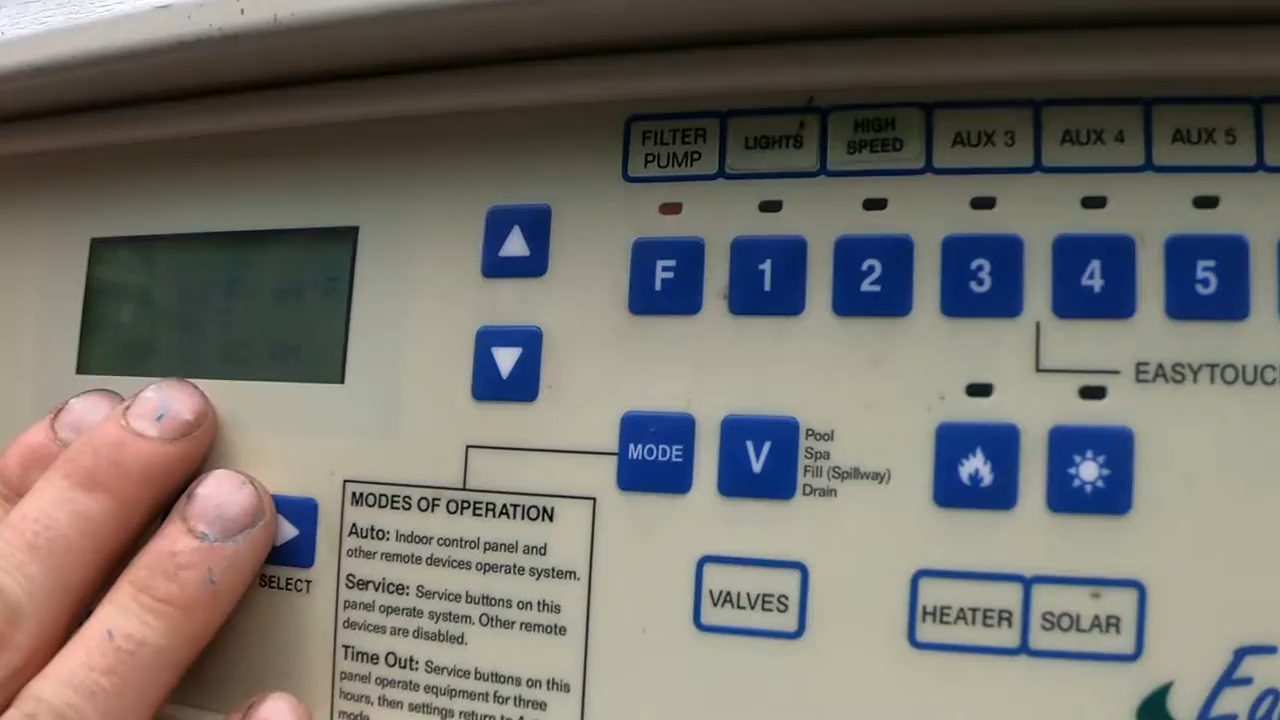 FILTER PUMP
LIGHTS
HIGH SPEED
AUX 3
AUX 4
AUX 5
F
1
2
3
4
5
EASYTOUC
MODE
V
Pool
Spa
Fill (Spillway)
Drain
SELECT
MODES OF OPERATION
Auto: Indoor control panel and
other remote devices operate system.
Service: Service buttons on this
panel operate system. Other remote
devices are disabled.
Time Out: Service buttons on this
panel operate equipment for three
hours, then settings return to
mode.
VALVES
HEATER
SOLAR